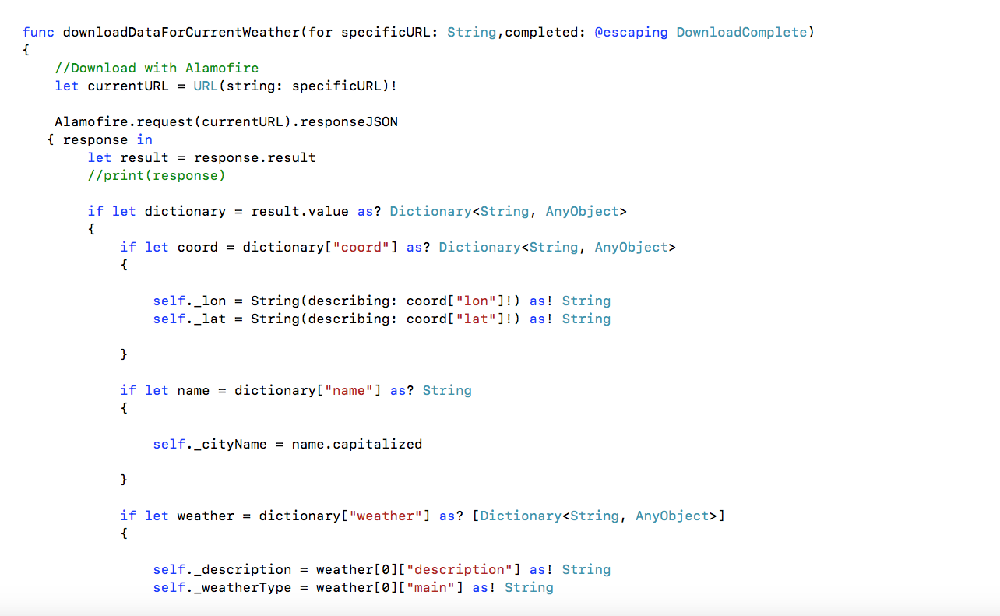 func downloadDataForCurrentWeather(for specificURL: String,completed: @escaping DownloadComplete)
{
//Download with Alamofire
let currentURL = URL(string: specificURL)!
Alamofire.request(currentURL).responseJSON
{ response in
let result = response.result
//print(response)
if let dictionary = result.value as? Dictionary<String, AnyObject>
{
if let coord = dictionary["coord"] as? Dictionary<String, AnyObject>
{
self._lon = String(describing: coord["lon"]!) as! String
self._lat = String(describing: coord["lat"]!) as! String
}
if let name = dictionary["name"] as? String
{
self._cityName = name.capitalized
}
if let weather = dictionary["weather"] as? [Dictionary<String, AnyObject>]
{
self._description = weather[0]["description"] as! String
self._weatherType = weather[0]["main"] as! String